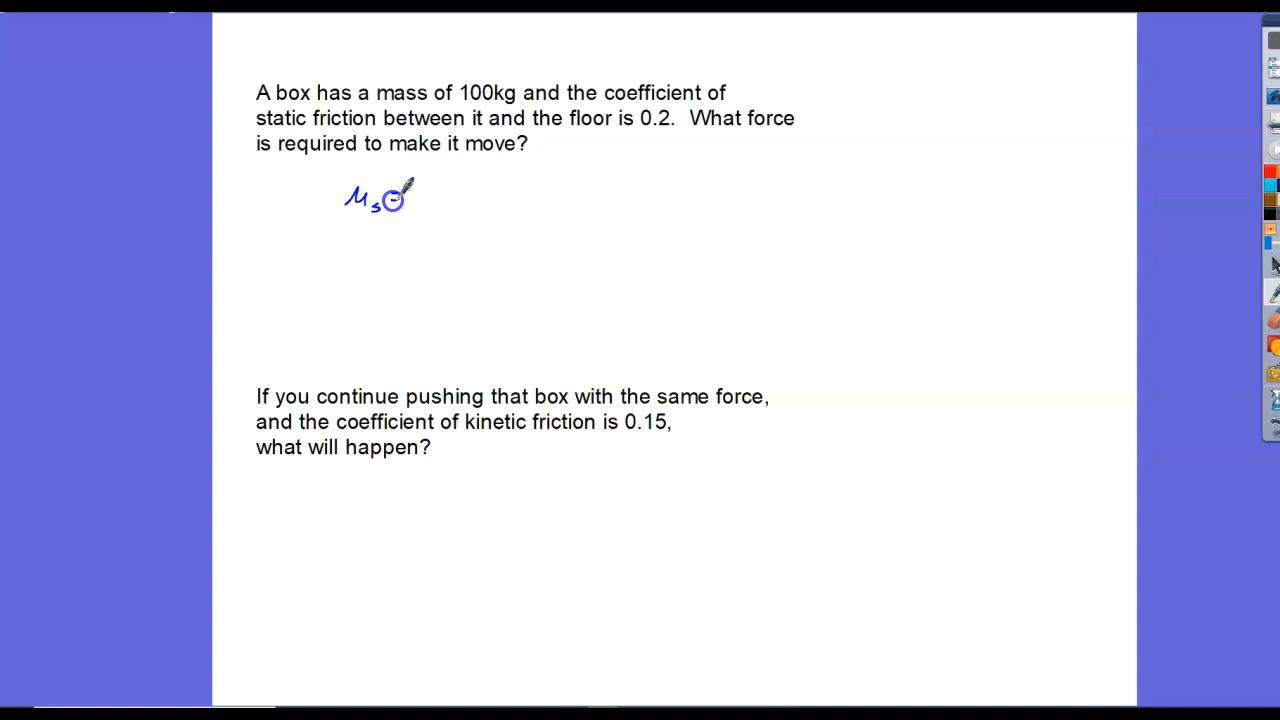 A box has a mass of 100kg and the coefficient of
static friction between it and the floor is 0.2.  What force
is required to make it move?
μs =
If you continue pushing that box with the same force,
and the coefficient of kinetic friction is 0.15,
what will happen?